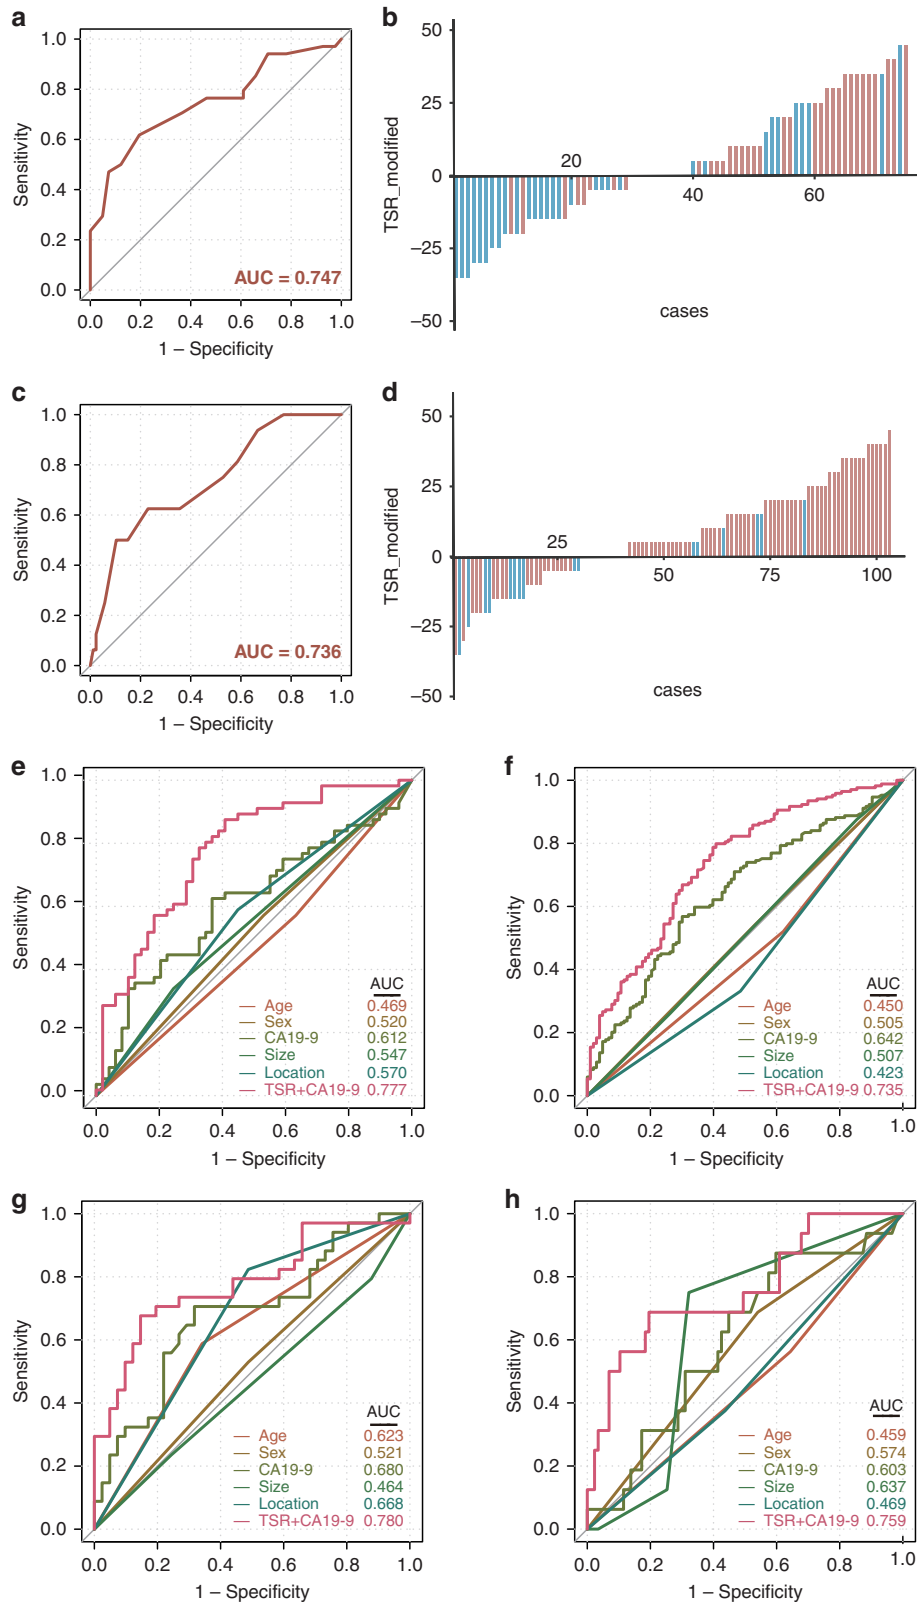 a
1.0
0.8
0.6
0.4
0.2
0.0
Sensitivity
AUC = 0.747
0.0 0.2 0.4 0.6 0.8 1.0
1 – Specificity
b
50
25
0
–25
–50
TSR_modified
20
40 60
cases
c
1.0
0.8
0.6
0.4
0.2
0.0
Sensitivity
AUC = 0.736
0.0 0.2 0.4 0.6 0.8 1.0
1 – Specificity
d
50
25
0
–25
–50
TSR_modified
25
50 75 100
cases
e
1.0
0.8
0.6
0.4
0.2
0.0
Sensitivity
AUC
Age 0.469
Sex 0.520
CA19-9 0.612
Size 0.547
Location 0.570
TSR+CA19-9 0.777
0.0 0.2 0.4 0.6 0.8 1.0
1 – Specificity
f
1.0
0.8
0.6
0.4
0.2
0.0
Sensitivity
AUC
Age 0.450
Sex 0.505
CA19-9 0.642
Size 0.507
Location 0.423
TSR+CA19-9 0.735
0.0 0.2 0.4 0.6 0.8 1.0
1 – Specificity
g
1.0
0.8
0.6
0.4
0.2
0.0
Sensitivity
AUC
Age 0.623
Sex 0.521
CA19-9 0.680
Size 0.464
Location 0.668
TSR+CA19-9 0.780
0.0 0.2 0.4 0.6 0.8 1.0
1 – Specificity
h
1.0
0.8
0.6
0.4
0.2
0.0
Sensitivity
AUC
Age 0.459
Sex 0.574
CA19-9 0.603
Size 0.637
Location 0.469
TSR+CA19-9 0.759
0.0 0.2 0.4 0.6 0.8 1.0
1 – Specificity